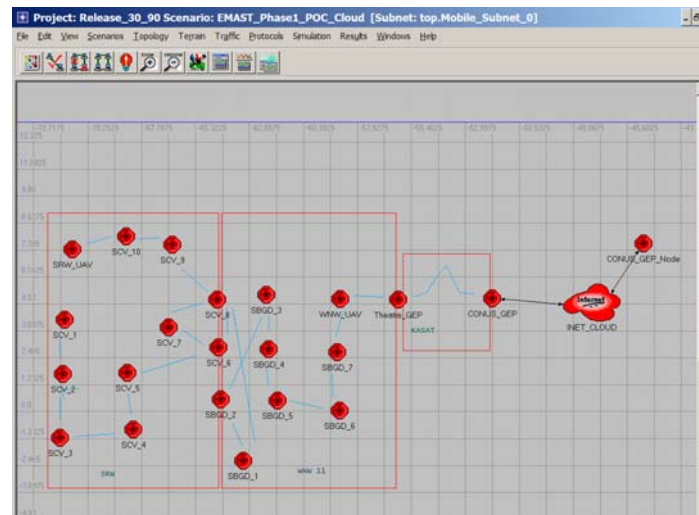 Project: Release_30_90 Scenario: EMAST_Phase1_POC_Cloud [Subnet: top.Mobile_Subnet_0]
File Edit View Scenarios Topology Terrain Traffic Protocols Simulation Results Windows Help
SRW_UAV
SCV_10
SCV_9
CONUS_GEP_Node
SCV_8
SBGD_3
WNW_UAV
Theatre_GEP
CONUS_GEP
Internet
INET_CLOUD
KASAT
SCV_1
SCV_7
SCV_6
SBGD_4
SBGD_7
SCV_2
SCV_5
SBGD_2
SBGD_5
SBGD_6
SCV_3
SCV_4
SBGD_1
SRW
WNW 11